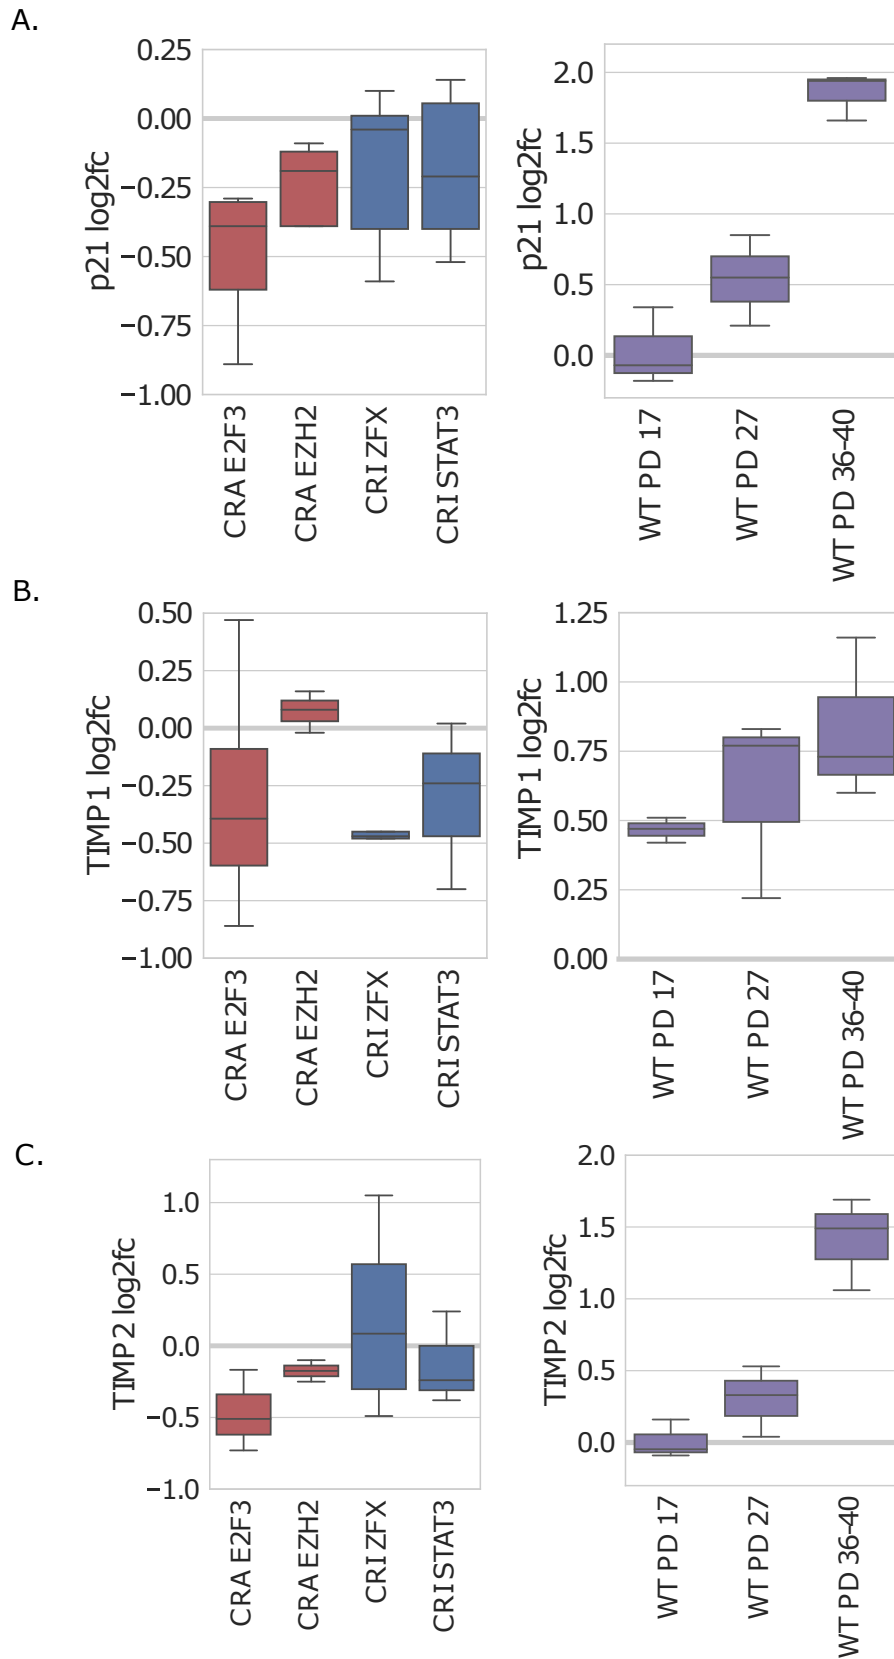 A.
p21 log2fc
0.25
0.00
−0.25
−0.50
−0.75
−1.00
CRA E2F3
CRA EZH2
CRI ZFX
CRI STAT3
p21 log2fc
2.0
1.5
1.0
0.5
0.0
WT PD 17
WT PD 27
WT PD 36-40
B.
TIMP1 log2fc
0.50
0.25
0.00
−0.25
−0.50
−0.75
−1.00
CRA E2F3
CRA EZH2
CRI ZFX
CRI STAT3
TIMP1 log2fc
1.25
1.00
0.75
0.50
0.25
0.00
WT PD 17
WT PD 27
WT PD 36-40
C.
TIMP2 log2fc
1.0
0.5
0.0
−0.5
−1.0
CRA E2F3
CRA EZH2
CRI ZFX
CRI STAT3
TIMP2 log2fc
2.0
1.5
1.0
0.5
0.0
WT PD 17
WT PD 27
WT PD 36-40